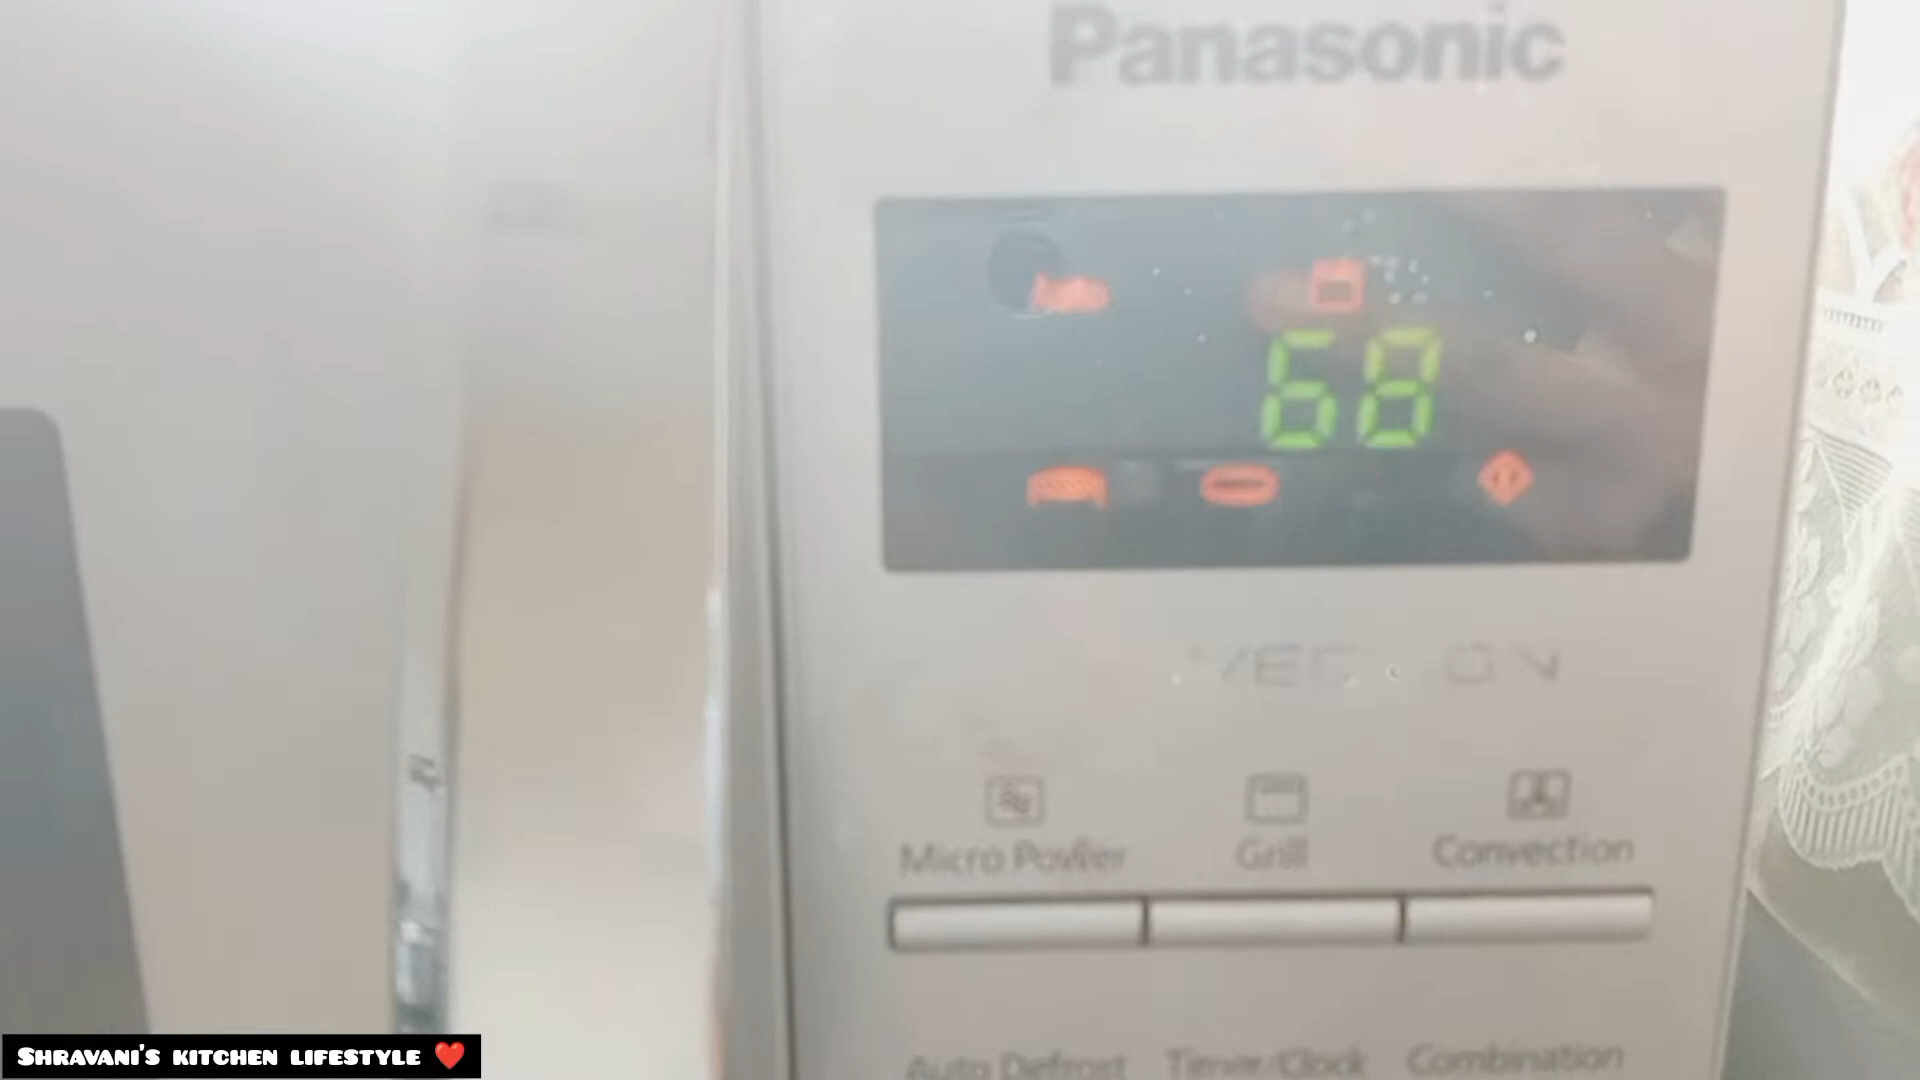 Panasonic
68
Micro Power Grill Convection
Auto Defrost Timer/Clock Combination
SHRAVANI'S KITCHEN LIFESTYLE ❤️